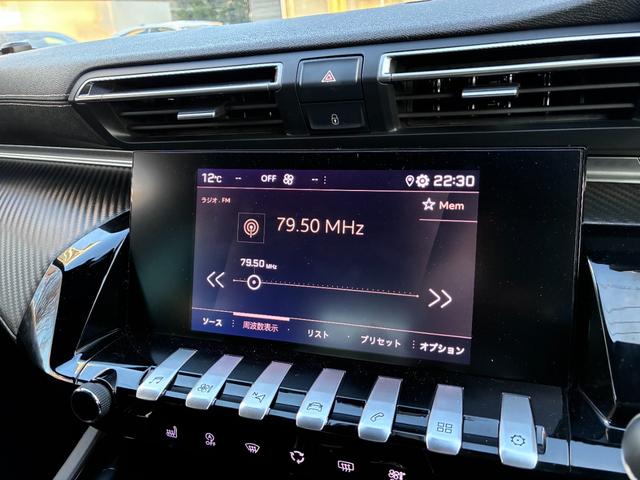 12℃ -- OFF -- 22:30
ラジオ.FM
Mem
79.50 MHz
79.50 MHz
ソース 周波数表示 リスト プリセット オプション
OFF